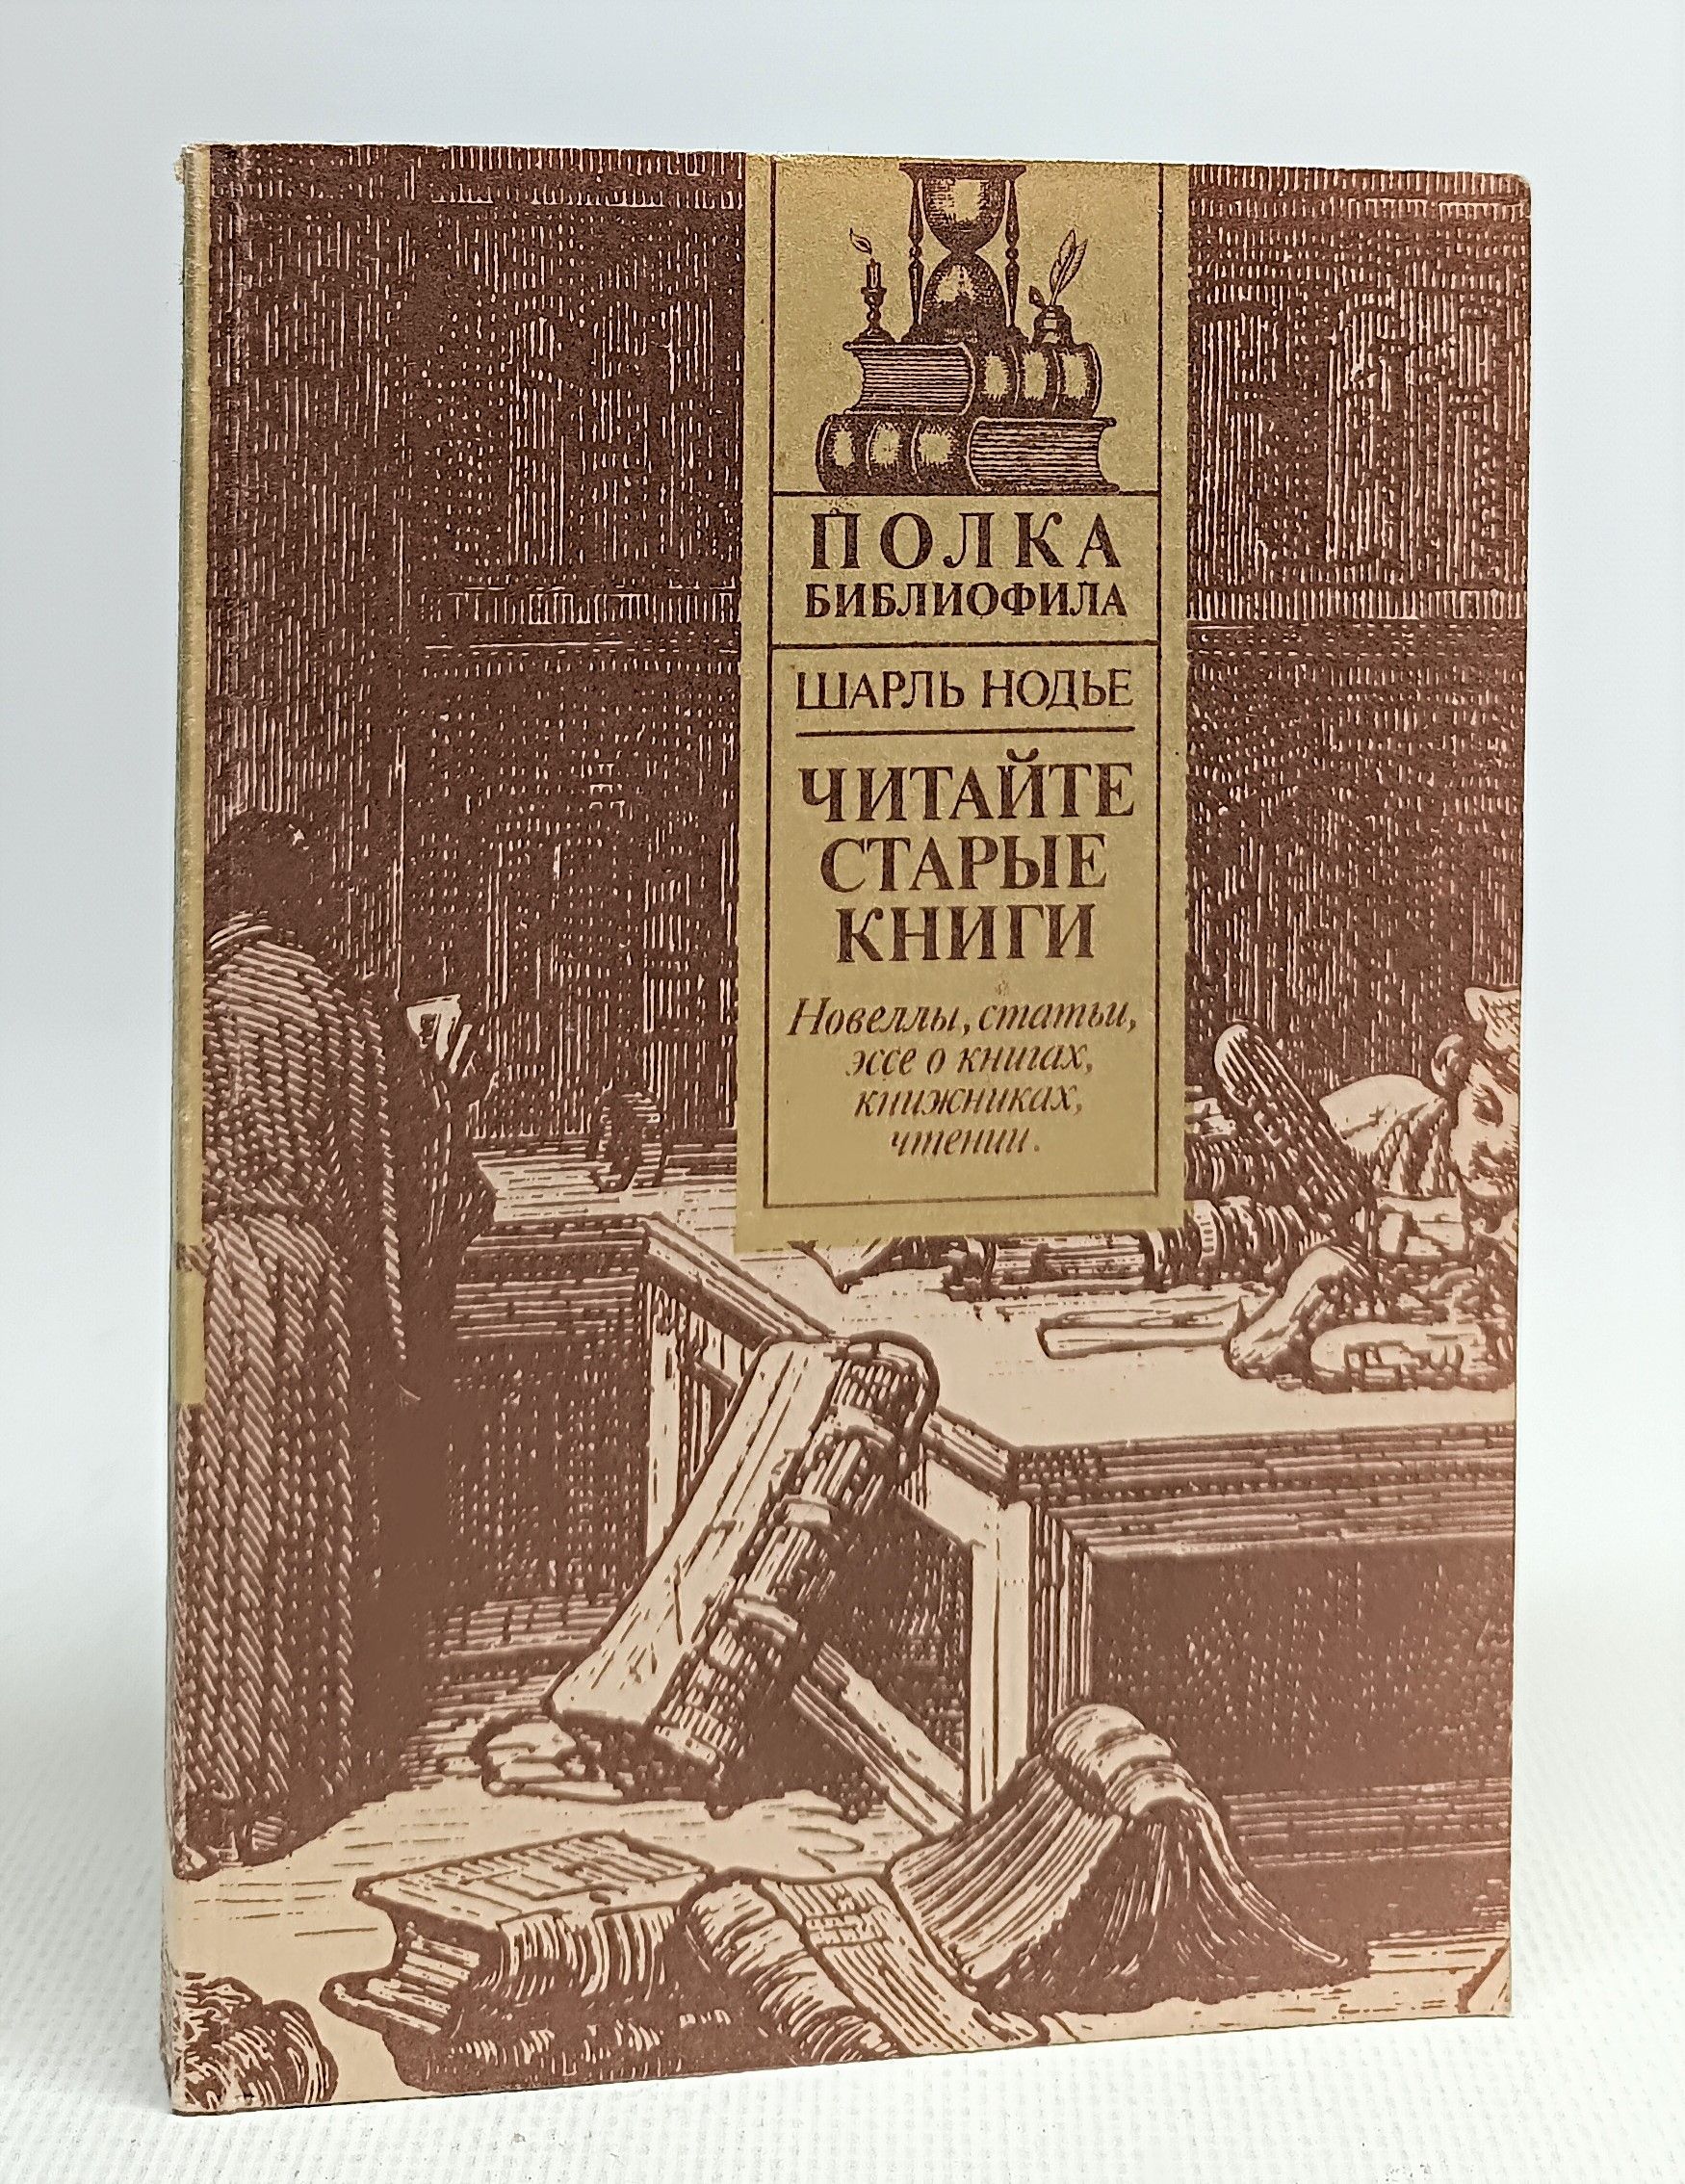 ПОЛКА
БИБЛИОФИЛА
ШАРЛЬ НОДЬЕ
ЧИТАЙТЕ
СТАРЫЕ
КНИГИ
Новеллы, статьи,
эссе о книгах,
книжниках,
чтении.